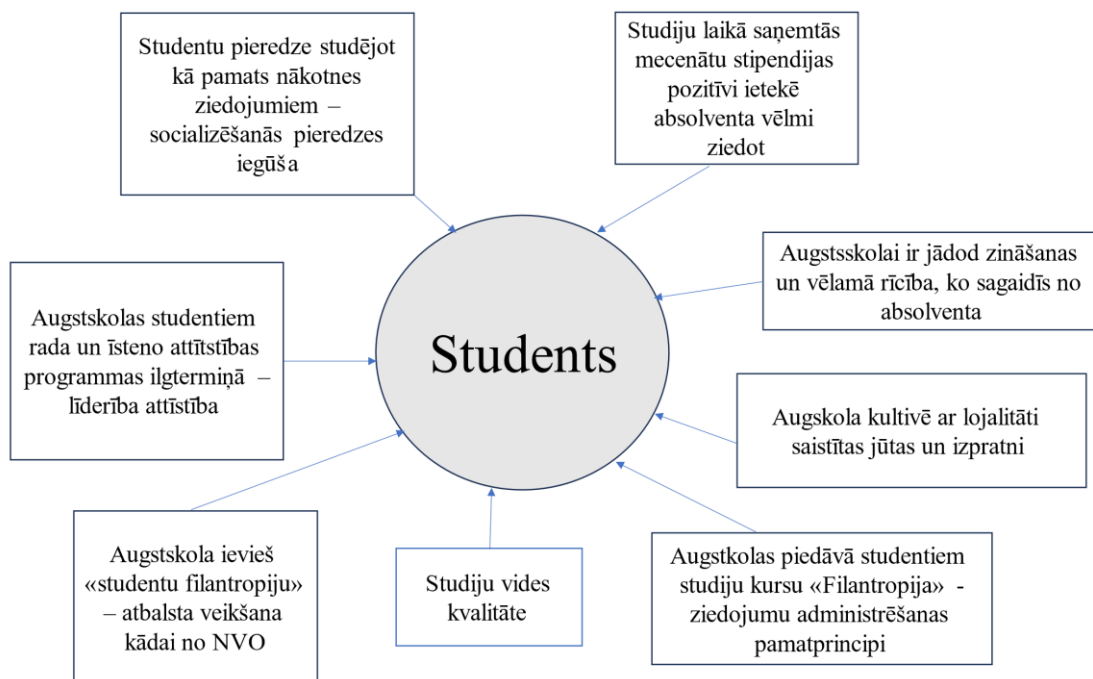 Studentu pieredze studējot
kā pamats nākotnes
ziedojumiem –
socializēšanās pieredzes
iegūša
Studiju laikā saņemtās
mecenātu stipendijas
pozitīvi ietekē
absolventa vēlmi
ziedot
Augstsskolai ir jādod zināšanas
un vēlamā rīcība, ko sagaidīs no
absolventa
Augstskolas studentiem
rada un īsteno attītstības
programmas ilgtermiņā –
līderība attīstība
Students
Augskola kultivē ar lojalitāti
saistītas jūtas un izpratni
Augstskola ievieš
«studentu filantropiju»
– atbalsta veikšana
kādai no NVO
Studiju vides
kvalitāte
Augstkolas piedāvā studentiem
studiju kursu «Filantropija» -
ziedojumu administrēšanas
pamatprincipi